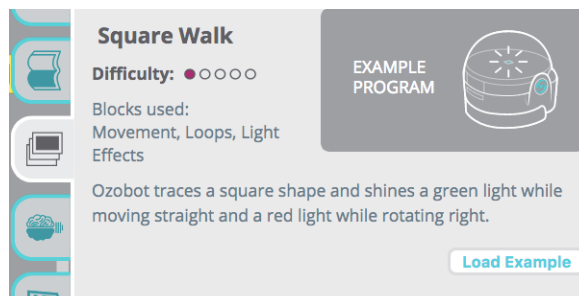 Square Walk
Difficulty:
EXAMPLE
PROGRAM
Blocks used:
Movement, Loops, Light
Effects
Ozobot traces a square shape and shines a green light while
moving straight and a red light while rotating right.
Load Example